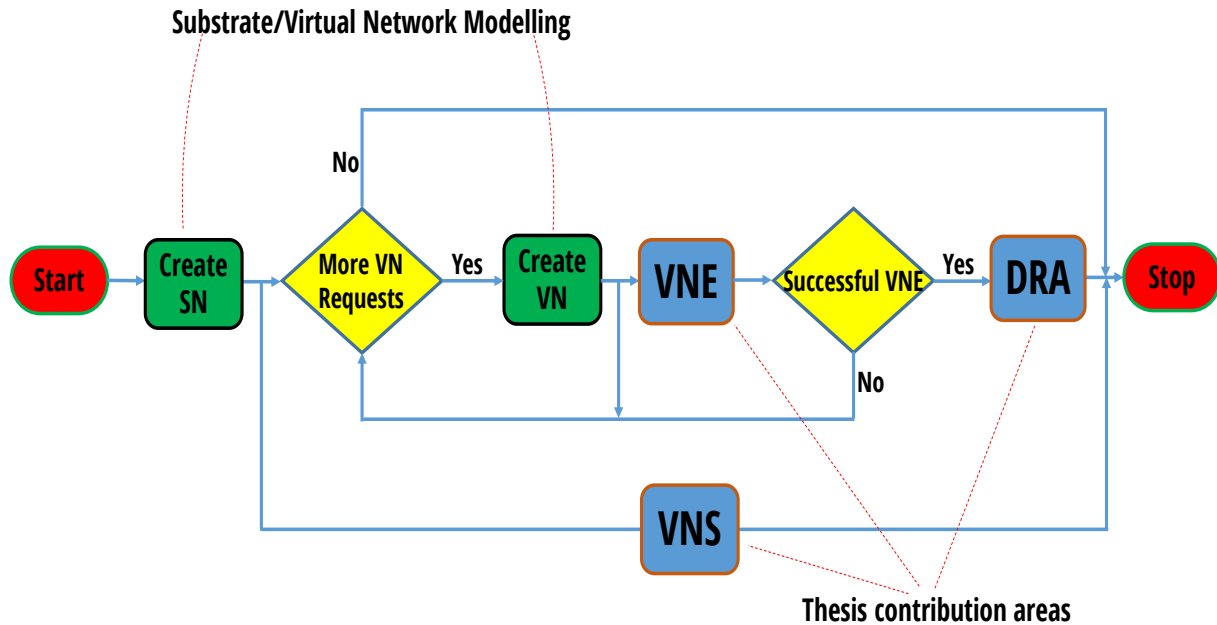 Substrate/Virtual Network Modelling
No
Start
Create
SN
More VN
Requests
Yes
Create
VN
VNE
Successful VNE
Yes
DRA
Stop
No
VNS
Thesis contribution areas